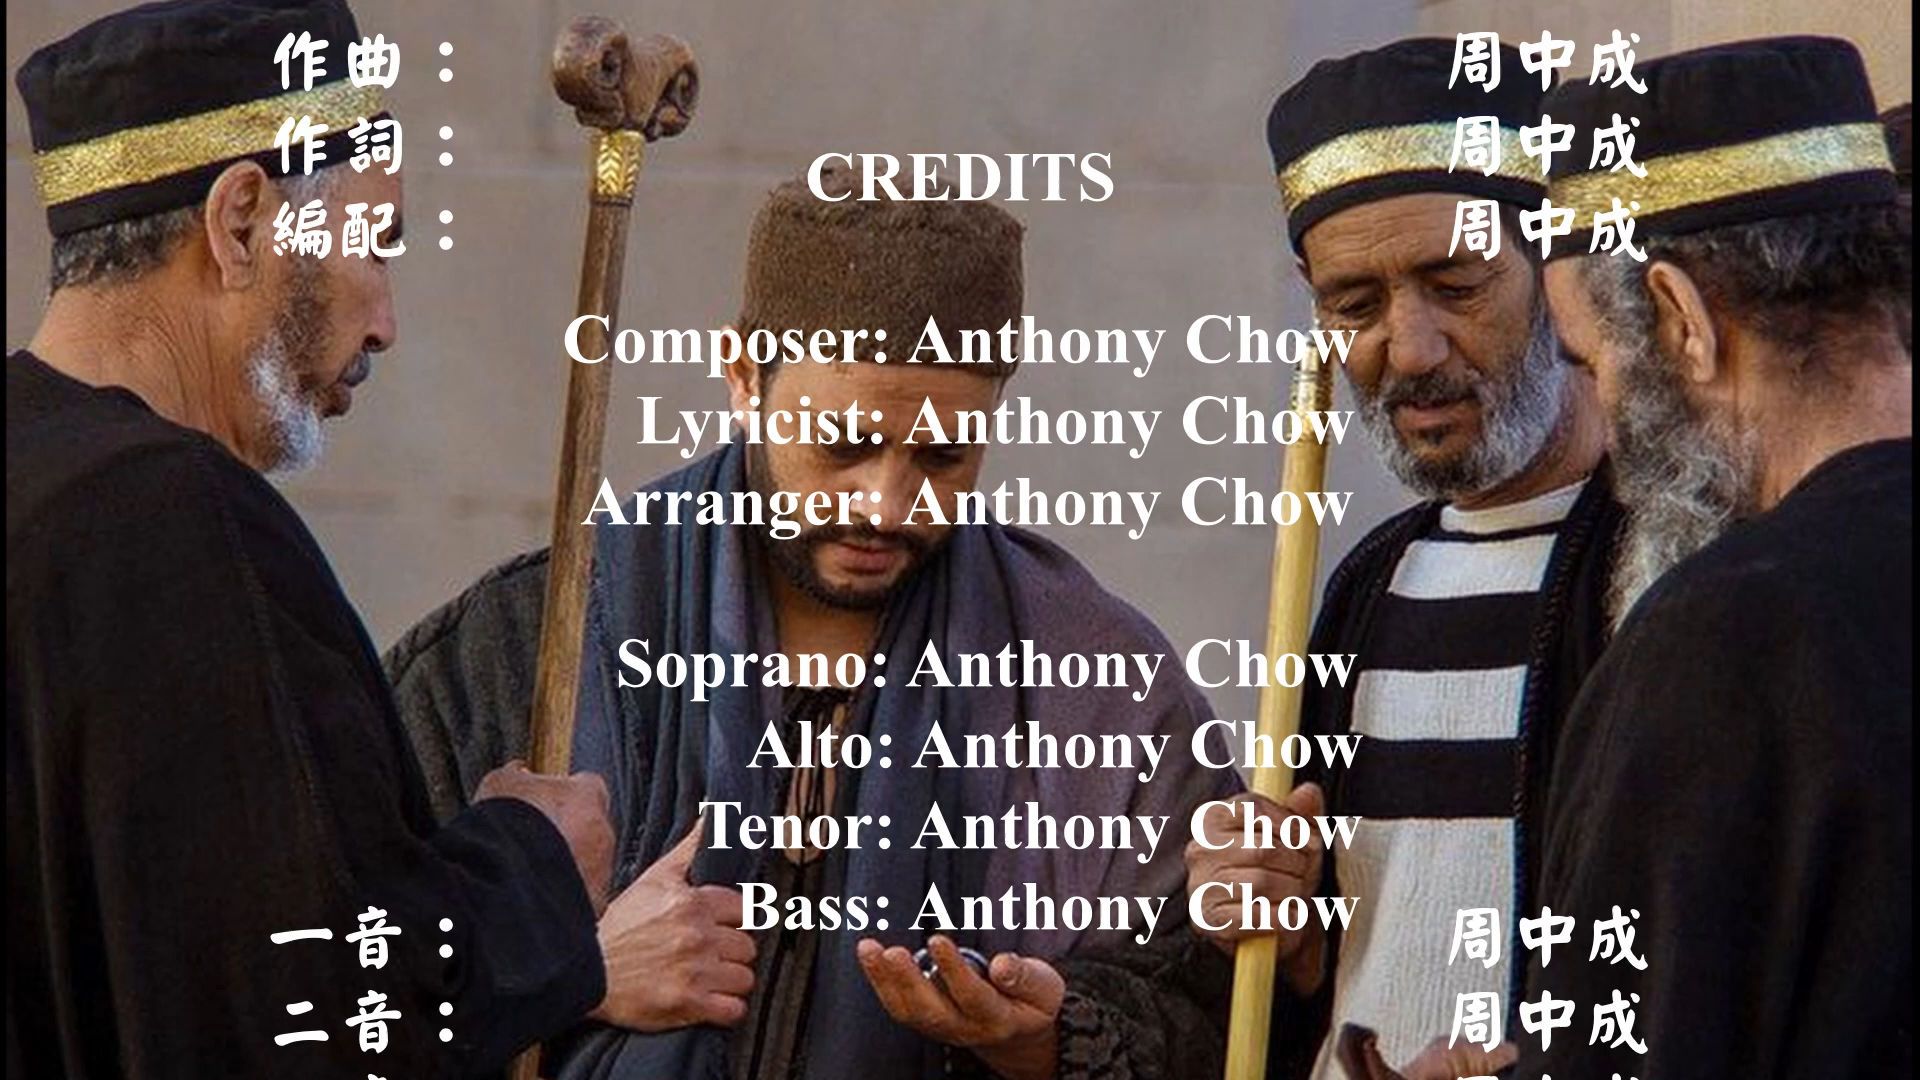 作曲： 周中成
作詞： 周中成
編配： 周中成
CREDITS
Composer: Anthony Chow
Lyricist: Anthony Chow
Arranger: Anthony Chow
Soprano: Anthony Chow
Alto: Anthony Chow
Tenor: Anthony Chow
Bass: Anthony Chow
一音： 周中成
二音： 周中成